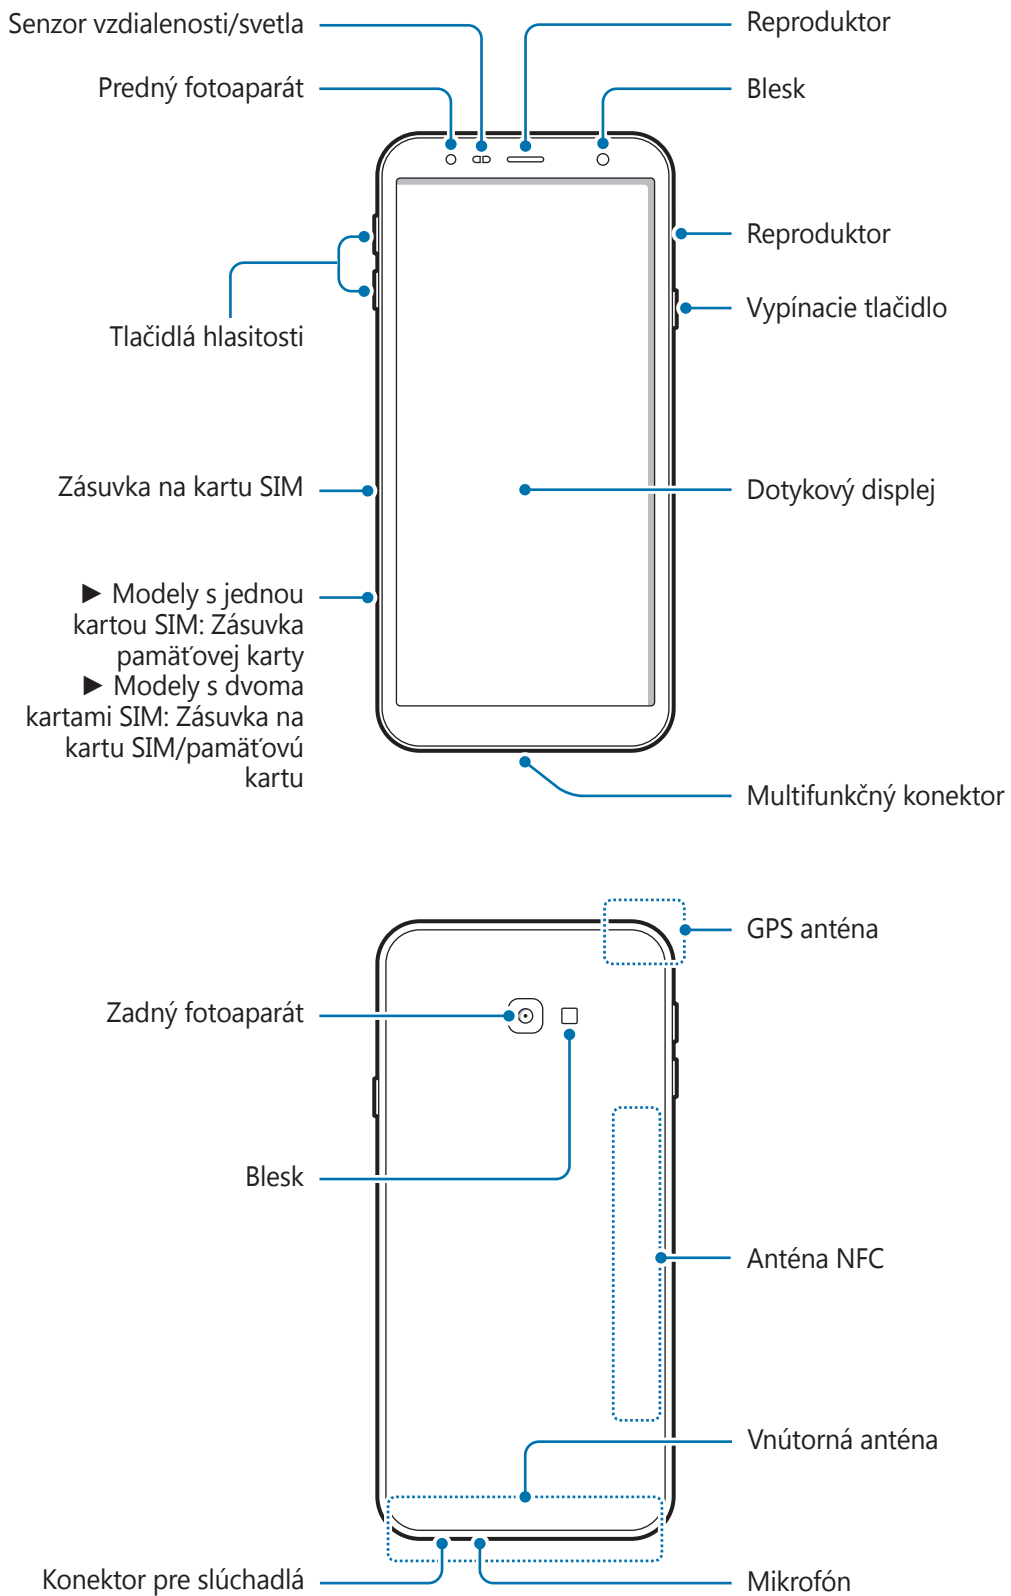 Senzor vzdialenosti/svetla
Reproduktor
Predný fotoaparát
Blesk
Reproduktor
Vypínacie tlačidlo
Tlačidlá hlasitosti
Zásuvka na kartu SIM
Dotykový displej
► Modely s jednou
kartou SIM: Zásuvka
pamäťovej karty
► Modely s dvoma
kartami SIM: Zásuvka na
kartu SIM/pamäťovú
kartu
Multifunkčný konektor
GPS anténa
Zadný fotoaparát
Blesk
Anténa NFC
Vnútorná anténa
Konektor pre slúchadlá
Mikrofón